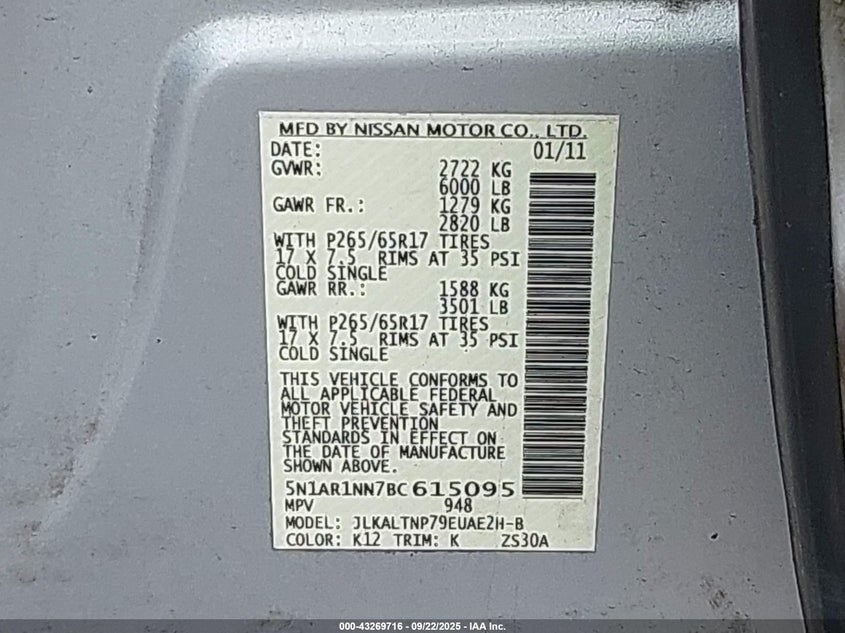 MFD BY NISSAN MOTOR CO., LTD.
DATE: 01/11
GVWR: 2722 KG
6000 LB
GAWR FR.: 1279 KG
2820 LB
WITH P265/65R17 TIRES
17 X 7.5 RIMS AT 35 PSI
COLD SINGLE
GAWR RR.: 1588 KG
3501 LB
WITH P265/65R17 TIRES
17 X 7.5 RIMS AT 35 PSI
COLD SINGLE
THIS VEHICLE CONFORMS TO
ALL APPLICABLE FEDERAL
MOTOR VEHICLE SAFETY AND
THEFT PREVENTION
STANDARDS IN EFFECT ON
THE DATE OF MANUFACTURE
SHOWN ABOVE.
5N1AR1NN7BC615095
MPV 948
MODEL: JLKALTNP79EUAE2H-B
COLOR: K12 TRIM: K ZS30A
000-43269716 - 09/22/2025 - IAA Inc.